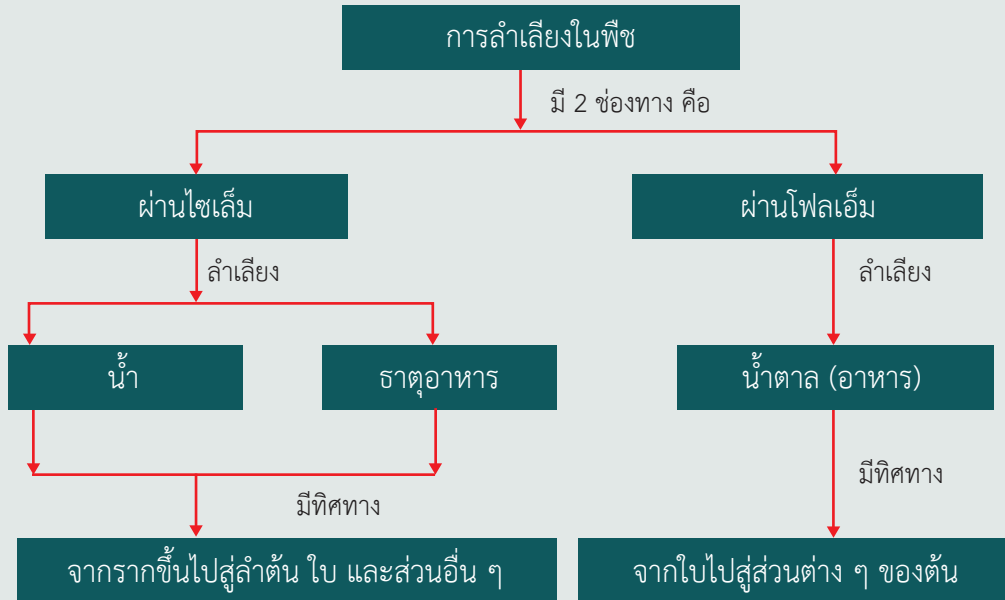 การลำเลียงในพืช
มี 2 ช่องทาง คือ
ผ่านไซเล็ม
ผ่านโฟลเอ็ม
ลำเลียง
ลำเลียง
น้ำ
ธาตุอาหาร
น้ำตาล (อาหาร)
มีทิศทาง
มีทิศทาง
จากรากขึ้นไปสู่ลำต้น ใบ และส่วนอื่น ๆ
จากใบไปสู่ส่วนต่าง ๆ ของต้น